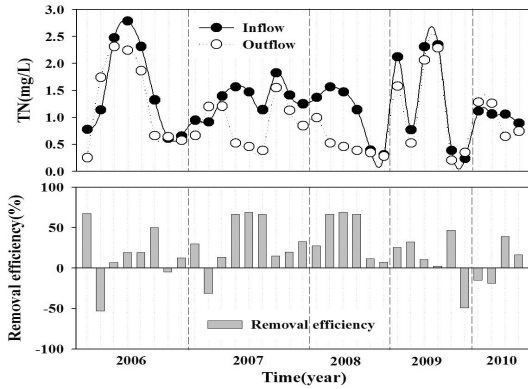 3.0
2.5
2.0
1.5
1.0
0.5
0.0
TN(mg/L)
Inflow
Outflow
100
50
0
-50
-100
Removal efficiency(%)
Removal efficiency
2006 2007 2008 2009 2010
Time(year)